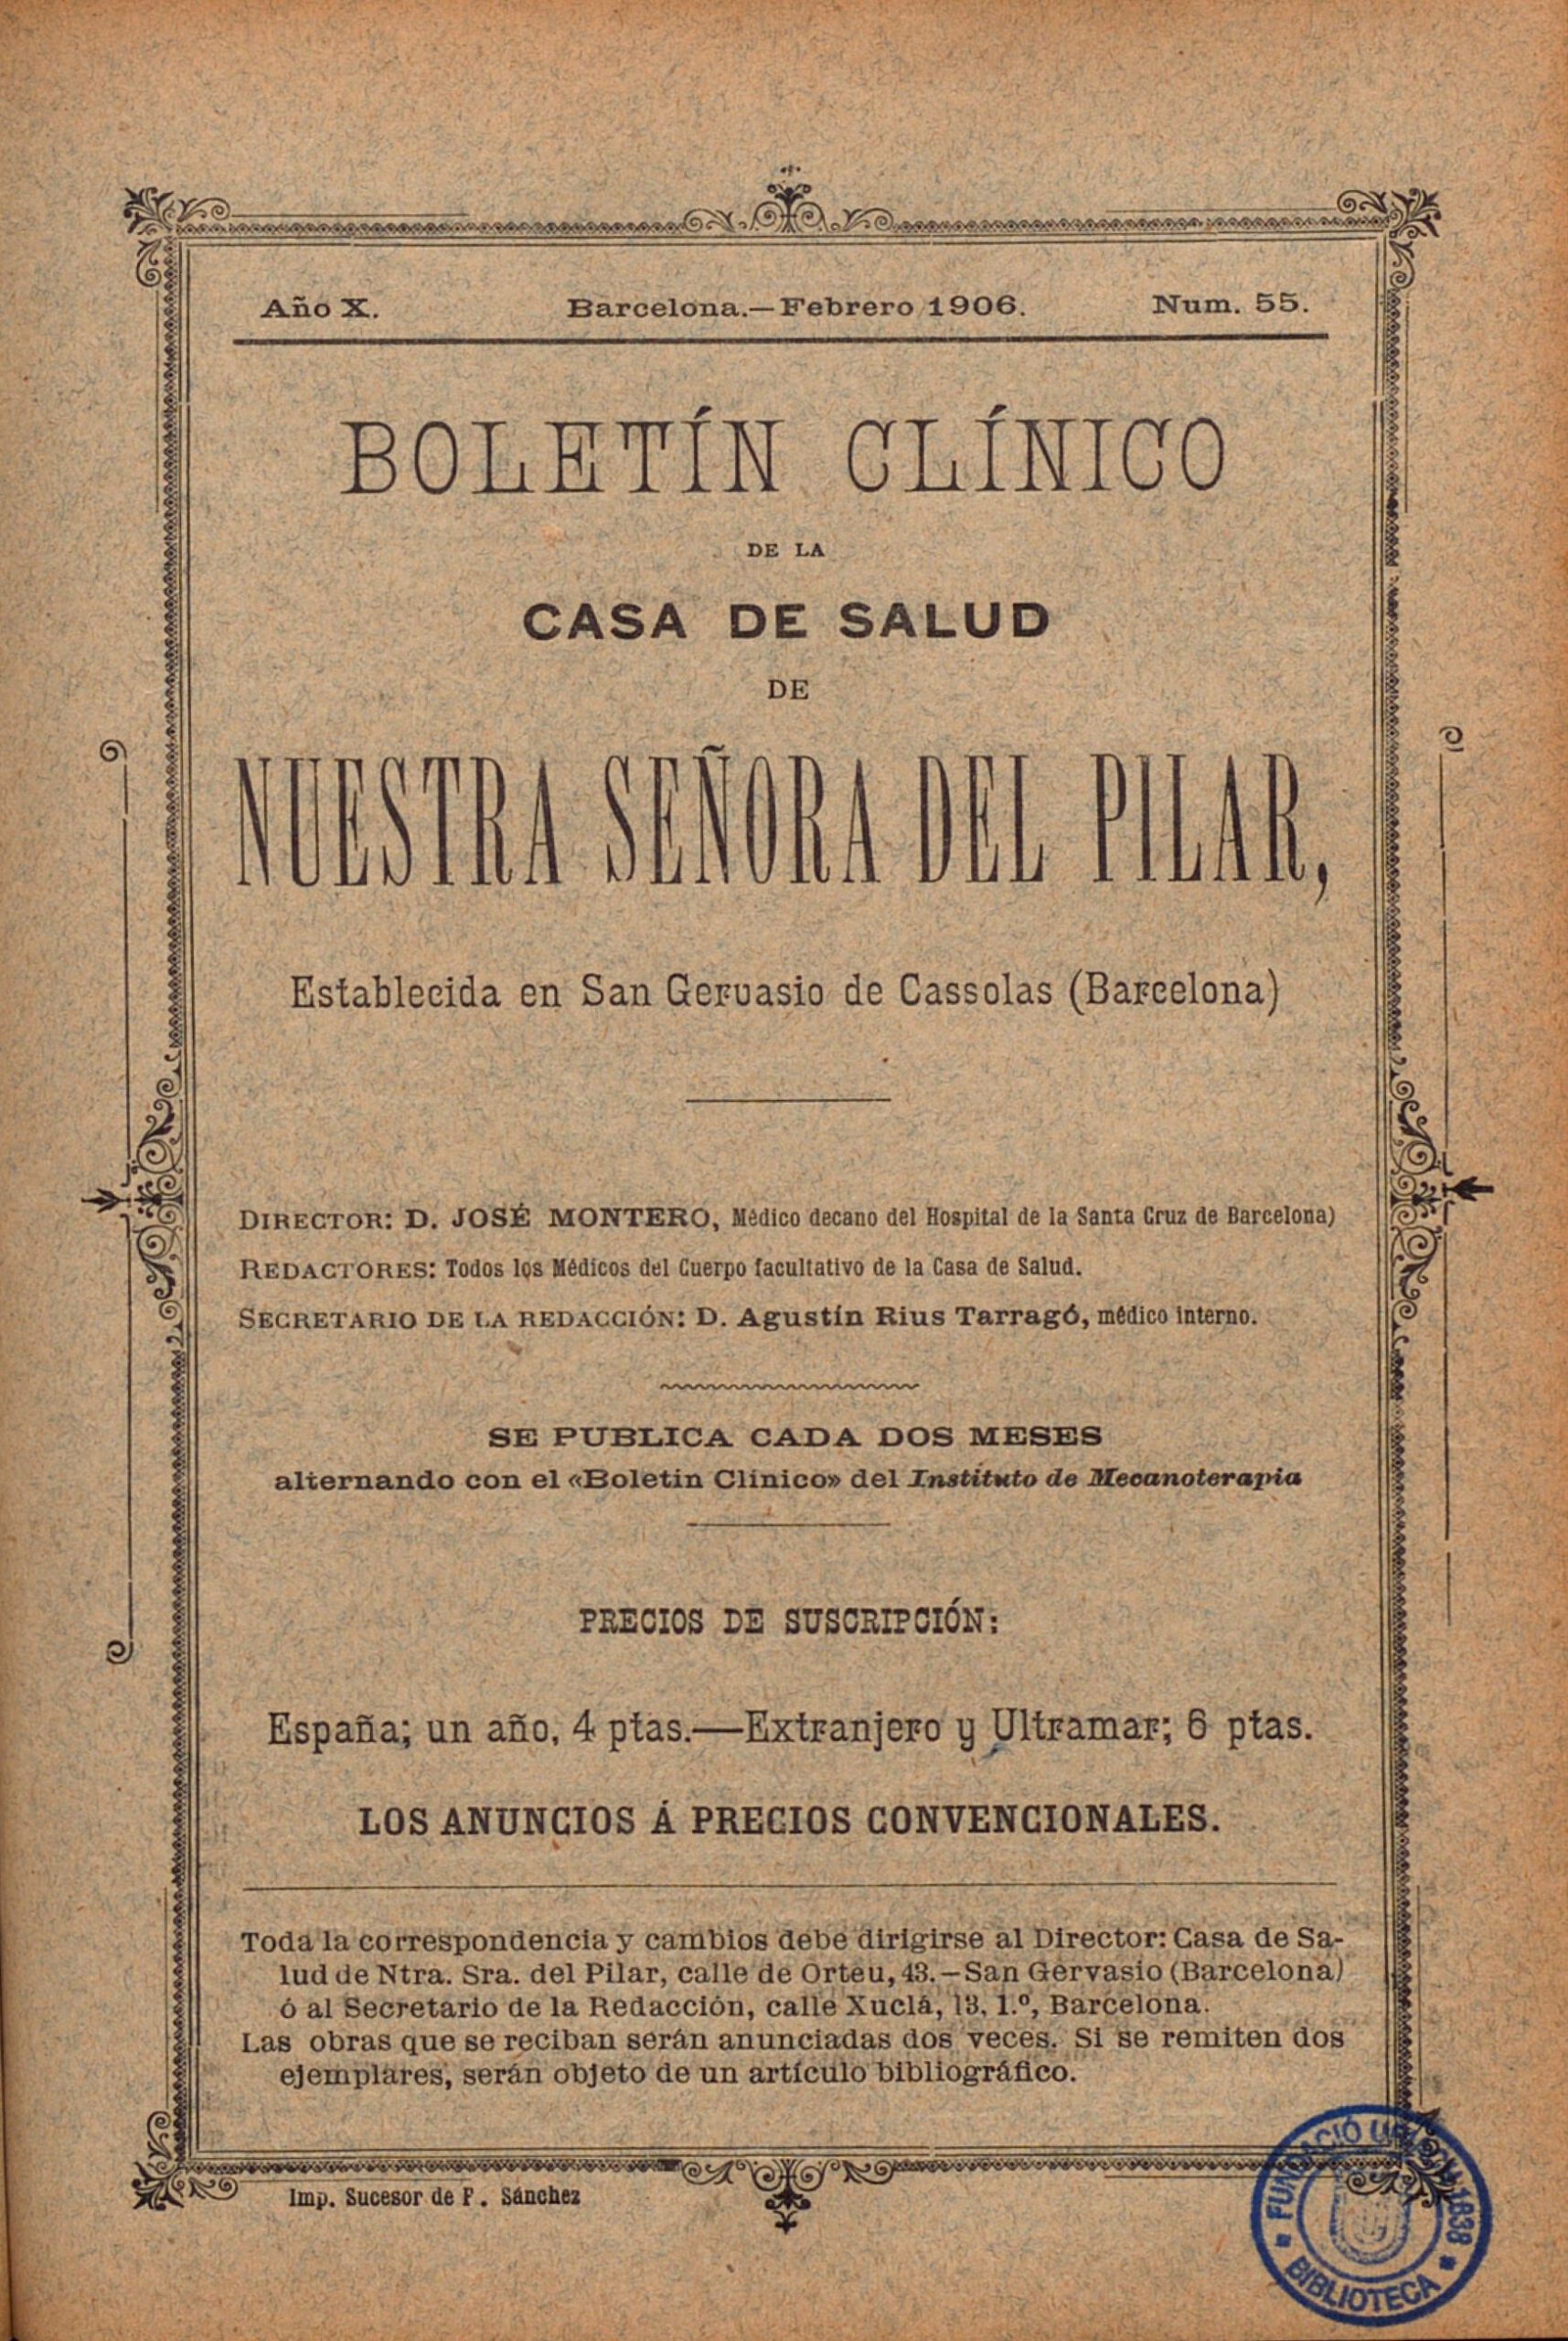 Año X. Barcelona.—Febrero 1906. Num. 55.
BOLETÍN CLÍNICO
DE LA
CASA DE SALUD
DE
NUESTRA SEÑORA DEL PILAR,
Establecida en San Gervasio de Cassolas (Barcelona)
DIRECTOR: D. JOSÉ MONTERO, Médico decano del Hospital de la Santa Cruz de Barcelona)
REDACTORES: Todos los Médicos del Cuerpo facultativo de la Casa de Salud.
SECRETARIO DE LA REDACCIÓN: D. Agustín Rius Tarragó, médico interno.
SE PUBLICA CADA DOS MESES
alternando con el «Boletin Clinico» del Instituto de Mecanoterapia
PRECIOS DE SUSCRIPCIÓN:
España; un año, 4 ptas.—Extranjero y Ultramar; 6 ptas.
LOS ANUNCIOS Á PRECIOS CONVENCIONALES.
Toda la correspondencia y cambios debe dirigirse al Director: Casa de Sa-
lud de Ntra. Sra. del Pilar, calle de Orteu, 43.—San Gervasio (Barcelona)
ó al Secretario de la Redacción, calle Xuclá, 13, 1.º, Barcelona.
Las obras que se reciban serán anunciadas dos veces. Si se remiten dos
ejemplares, serán objeto de un artículo bibliográfico.
Imp. Sucesor de F. Sánchez
1838
BIBLIOTECA